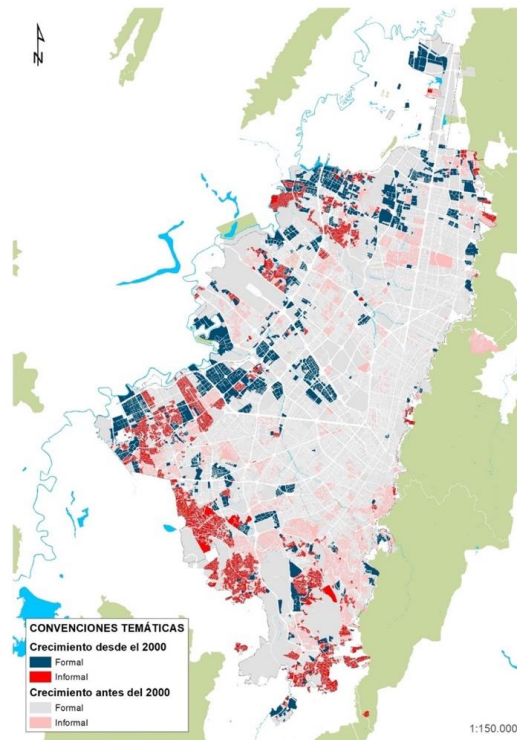 N
CONVENCIONES TEMÁTICAS
Crecimiento desde el 2000
Formal
Informal
Crecimiento antes del 2000
Formal
Informal
1:150.000